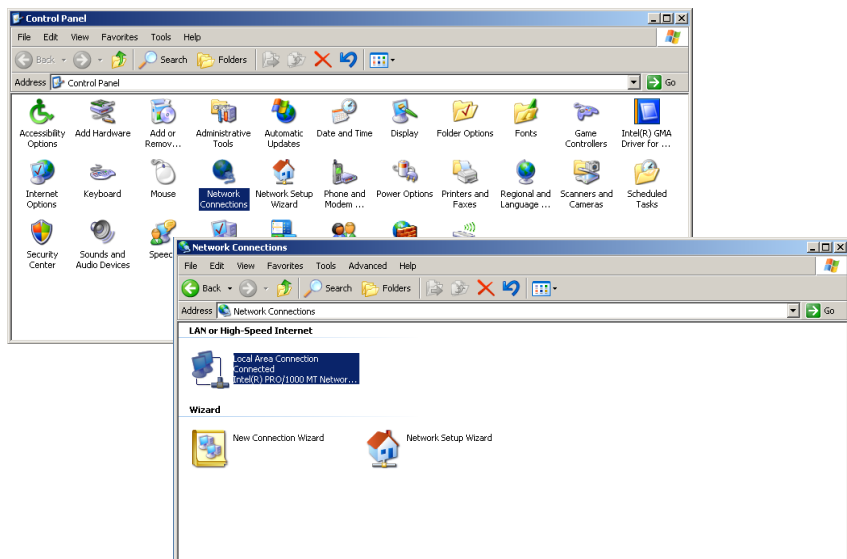 Control Panel
File Edit View Favorites Tools Help
Back Search Folders
Address Control Panel Go
Accessibility Options
Add Hardware
Add or Remov...
Administrative Tools
Automatic Updates
Date and Time
Display
Folder Options
Fonts
Game Controllers
Intel(R) GMA Driver for ...
Internet Options
Keyboard
Mouse
Network Connections
Network Setup Wizard
Phone and Modem ...
Power Options
Printers and Faxes
Regional and Language ...
Scanners and Cameras
Scheduled Tasks
Security Center
Sounds and Audio Devices
Speec
Network Connections
File Edit View Favorites Tools Advanced Help
Back Search Folders
Address Network Connections Go
LAN or High-Speed Internet
Local Area Connection
Connected
Intel(R) PRO/1000 MT Networ...
Wizard
New Connection Wizard
Network Setup Wizard